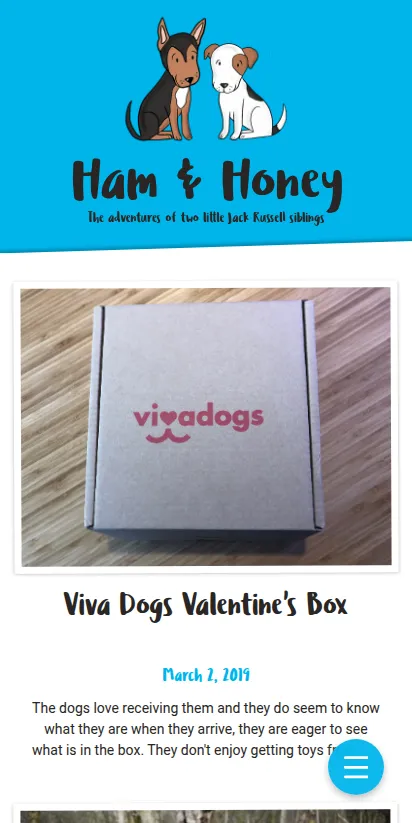 Ham & Honey
The adventures of two little Jack Russell siblings
vivadogs
Viva Dogs Valentine's Box
March 2, 2019
The dogs love receiving them and they do seem to know
what they are when they arrive, they are eager to see
what is in the box. They don't enjoy getting toys